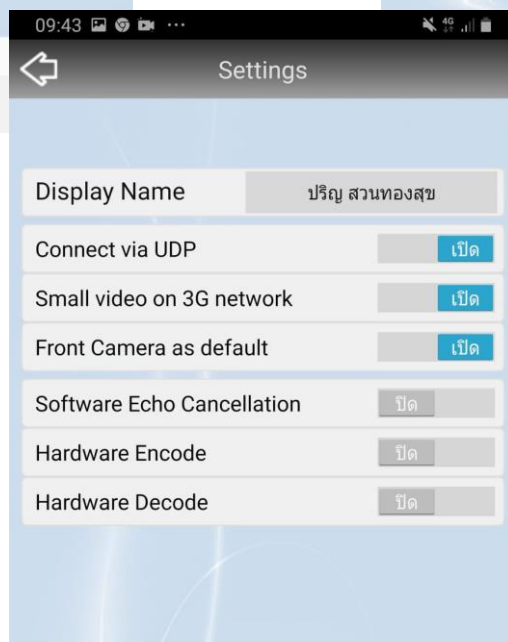 09:43
4G
Settings
Display Name ปริญ สวนทองสุข
Connect via UDP เปิด
Small video on 3G network เปิด
Front Camera as default เปิด
Software Echo Cancellation ปิด
Hardware Encode ปิด
Hardware Decode ปิด